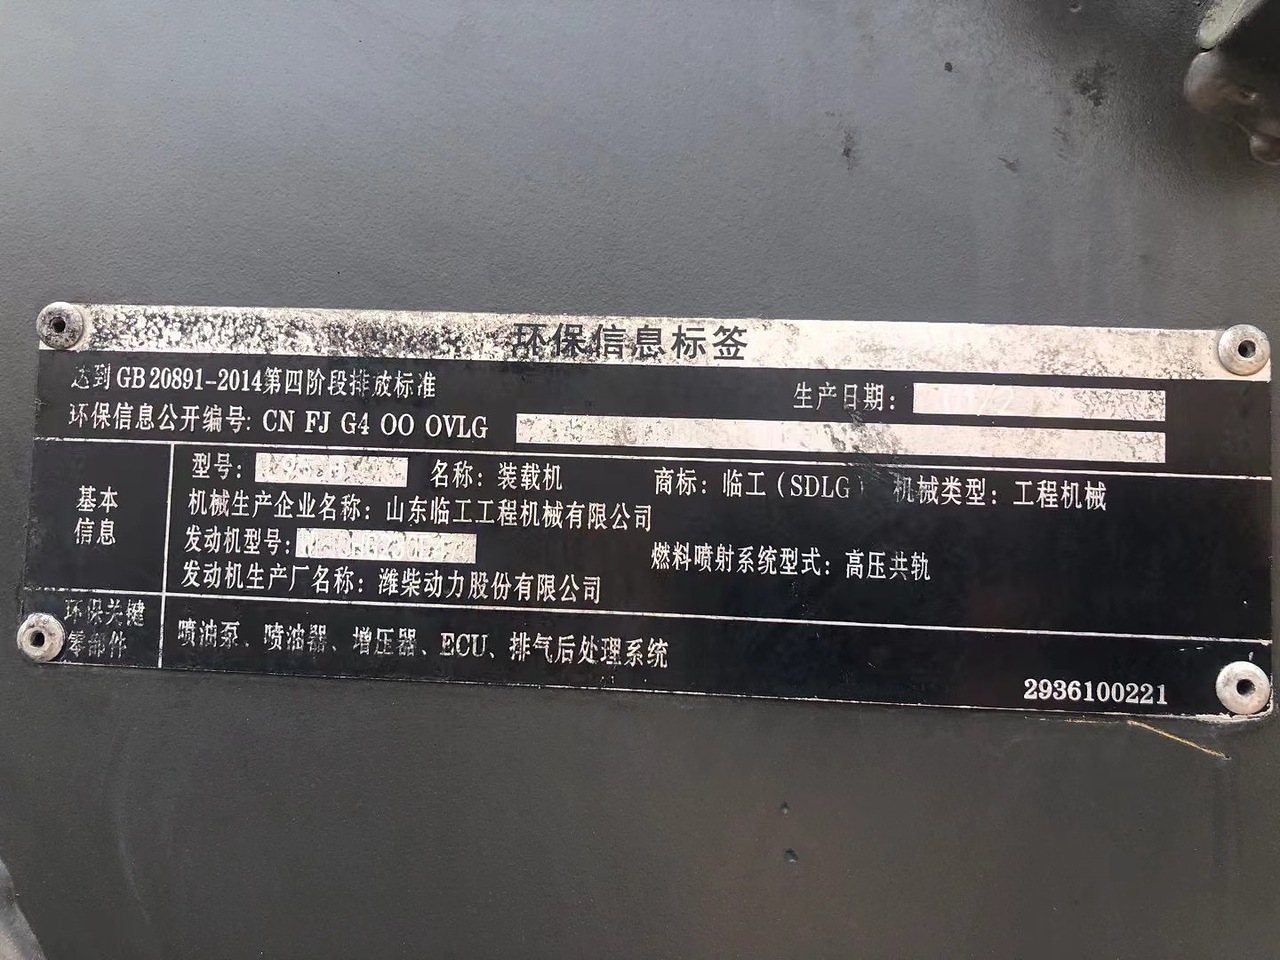 环保信息标签
达到GB 20891-2014第四阶段排放标准 生产日期:
环保信息公开编号: CN FJ G4 OO OVLG
基本信息
型号: 名称: 装载机 商标: 临工(SDLG) 机械类型: 工程机械
机械生产企业名称: 山东临工工程机械有限公司
发动机型号: 燃料喷射系统型式: 高压共轨
发动机生产厂名称: 潍柴动力股份有限公司
环保关键零部件
喷油泵、喷油器、增压器、ECU、排气后处理系统
2936100221